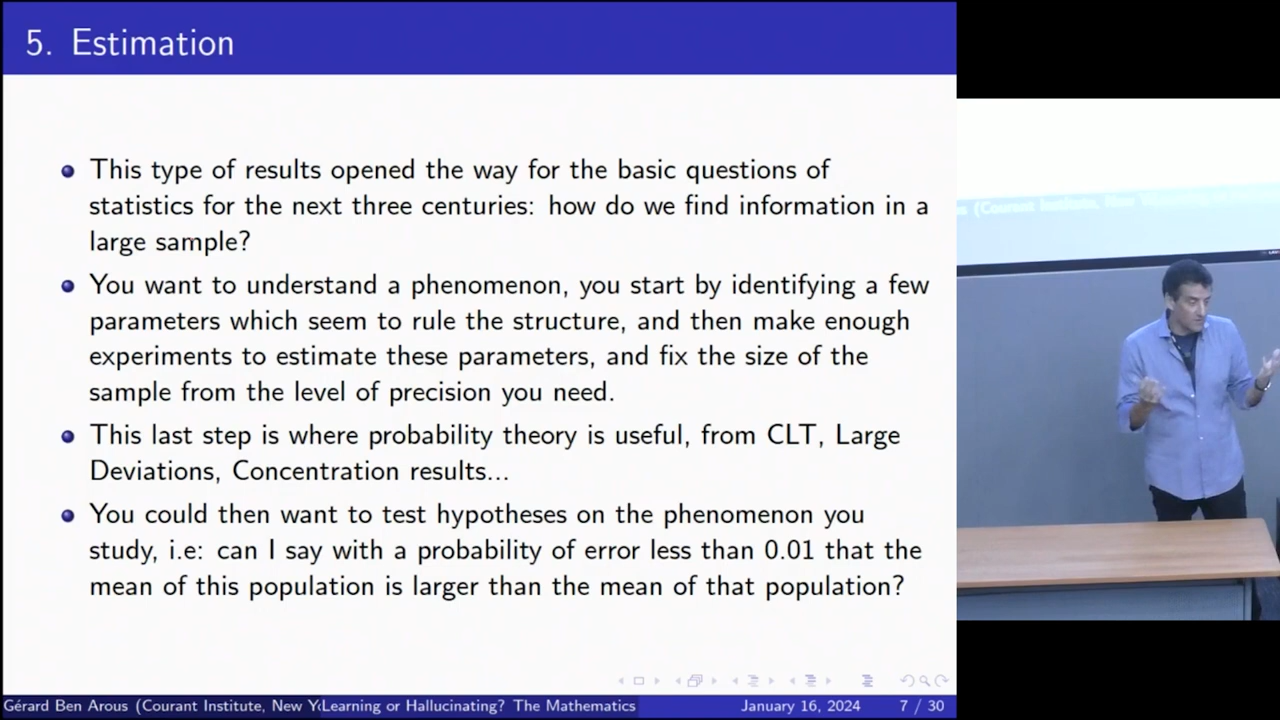 5. Estimation
This type of results opened the way for the basic questions of
statistics for the next three centuries: how do we find information in a
large sample?
You want to understand a phenomenon, you start by identifying a few
parameters which seem to rule the structure, and then make enough
experiments to estimate these parameters, and fix the size of the
sample from the level of precision you need.
This last step is where probability theory is useful, from CLT, Large
Deviations, Concentration results...
You could then want to test hypotheses on the phenomenon you
study, i.e: can I say with a probability of error less than 0.01 that the
mean of this population is larger than the mean of that population?
Gérard Ben Arous (Courant Institute, New Y Learning or Hallucinating? The Mathematics January 16, 2024 7 / 30
(Courant Institute, New